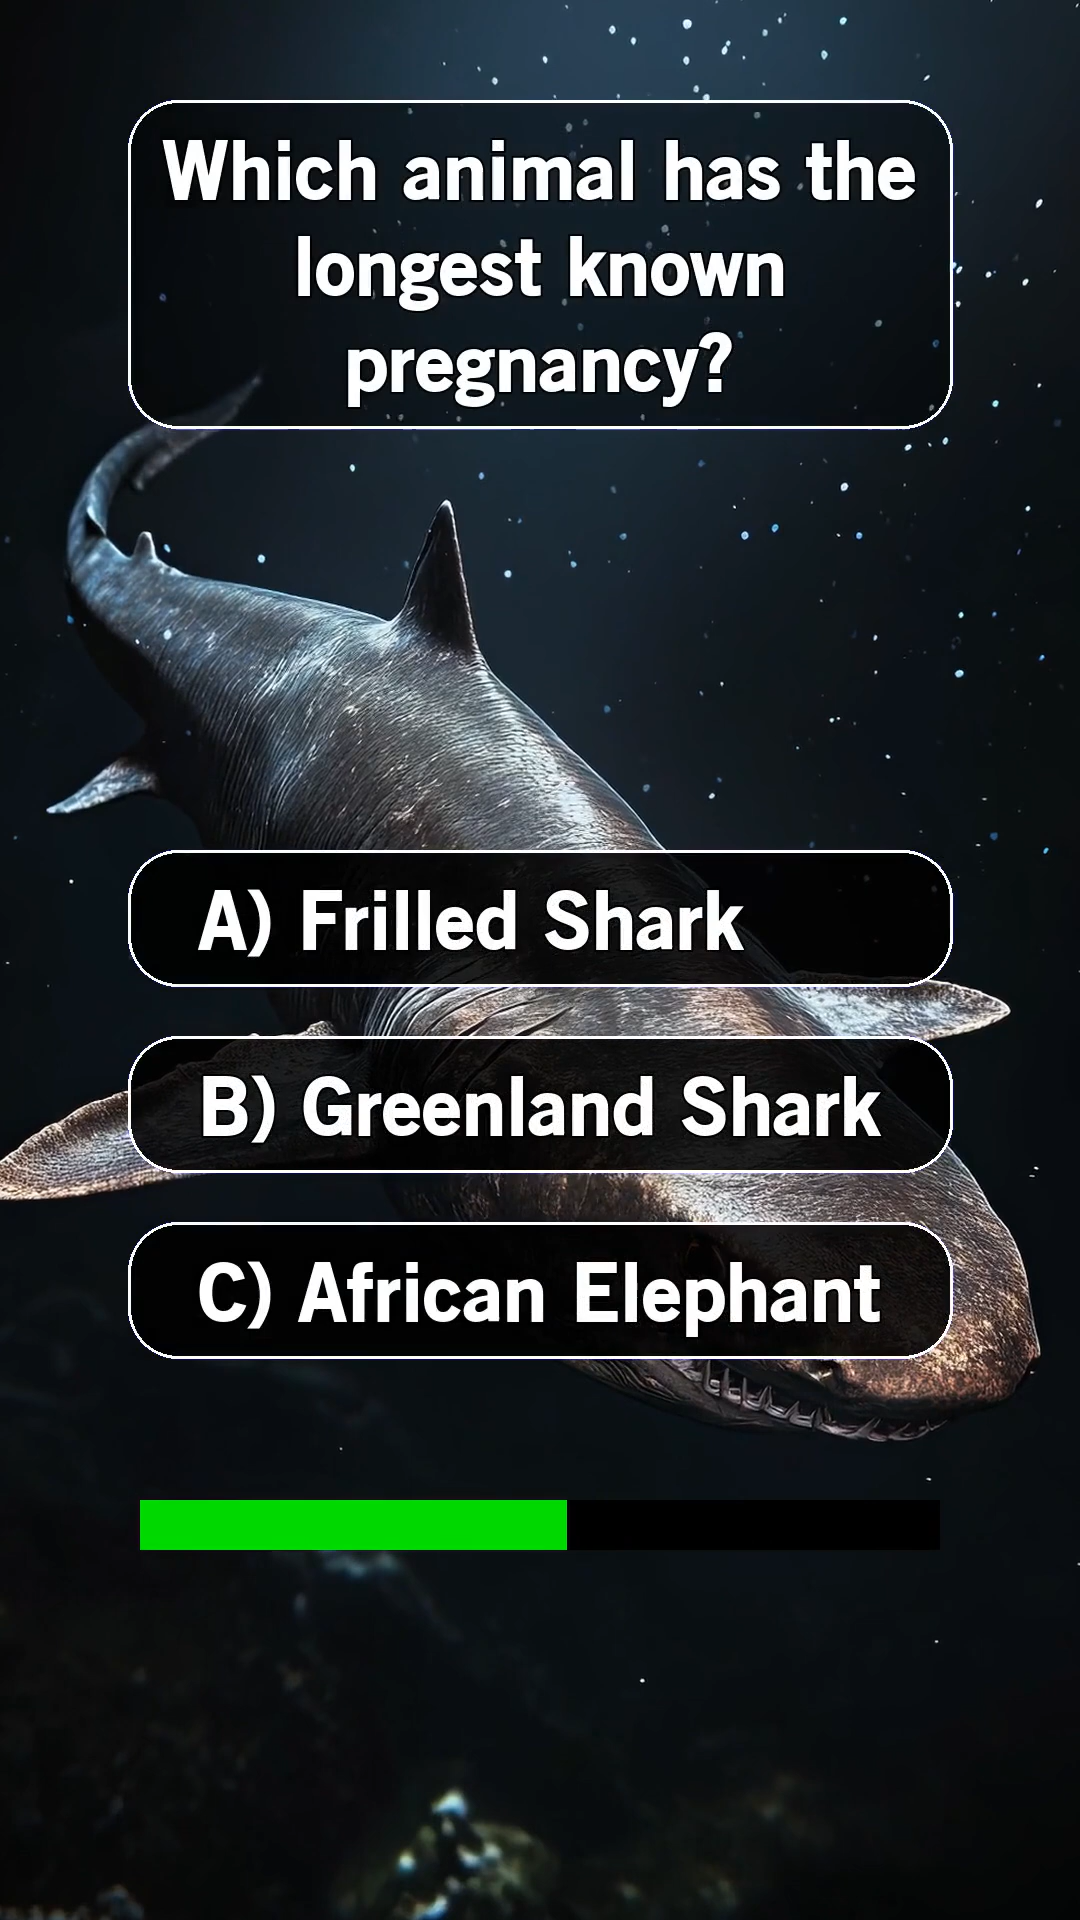 Which animal has the
longest known
pregnancy?
A) Frilled Shark
B) Greenland Shark
C) African Elephant